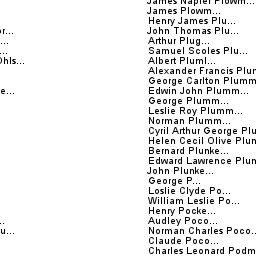 James Napier Plowm...
James Plowm...
Henry James Plu...
or...
John Thomas Plu...
...
Arthur Plug...
...
Samuel Scoles Plu...
Ohls...
Albert Pluml...
Alexander Francis Plum
George Carlton Plumm
e...
Edwin John Plumm...
George Plumm...
Leslie Roy Plumm...
Norman Plumm...
Cyril Arthur George Plu
Helen Cecil Olive Plum
Bernard Plunke...
Edward Lawrence Plun
John Plunke...
George P...
Loslie Clyde Po...
William Leslie Po...
Henry Pocke...
..
Audley Poco...
u...
Norman Charles Poco..
Claude Poco...
Charles Leonard Podm